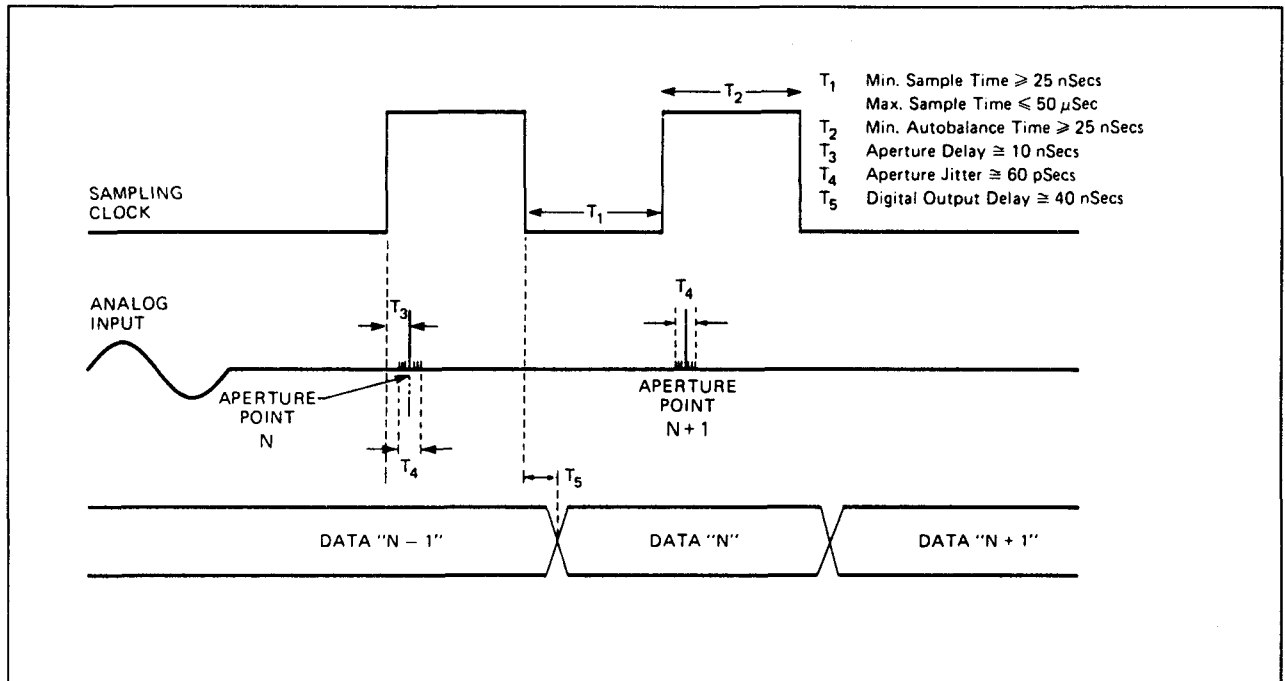 T1 Min. Sample Time ⩾ 25 nSecs
Max. Sample Time ⩽ 50 μSec
T2 Min. Autobalance Time ⩾ 25 nSecs
T3 Aperture Delay ≅ 10 nSecs
T4 Aperture Jitter ≅ 60 pSecs
T5 Digital Output Delay ≅ 40 nSecs
T2
SAMPLING
CLOCK
T1
ANALOG
INPUT
T3
T4
APERTURE
POINT
N
APERTURE
POINT
N + 1
T4
T5
DATA "N – 1"
DATA "N"
DATA "N + 1"